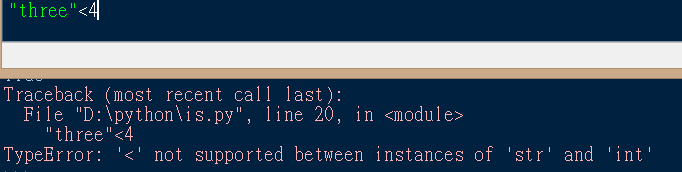 "three"<4
Traceback (most recent call last):
  File "D:\python\is.py", line 20, in <module>
    "three"<4
TypeError: '<' not supported between instances of 'str' and 'int'